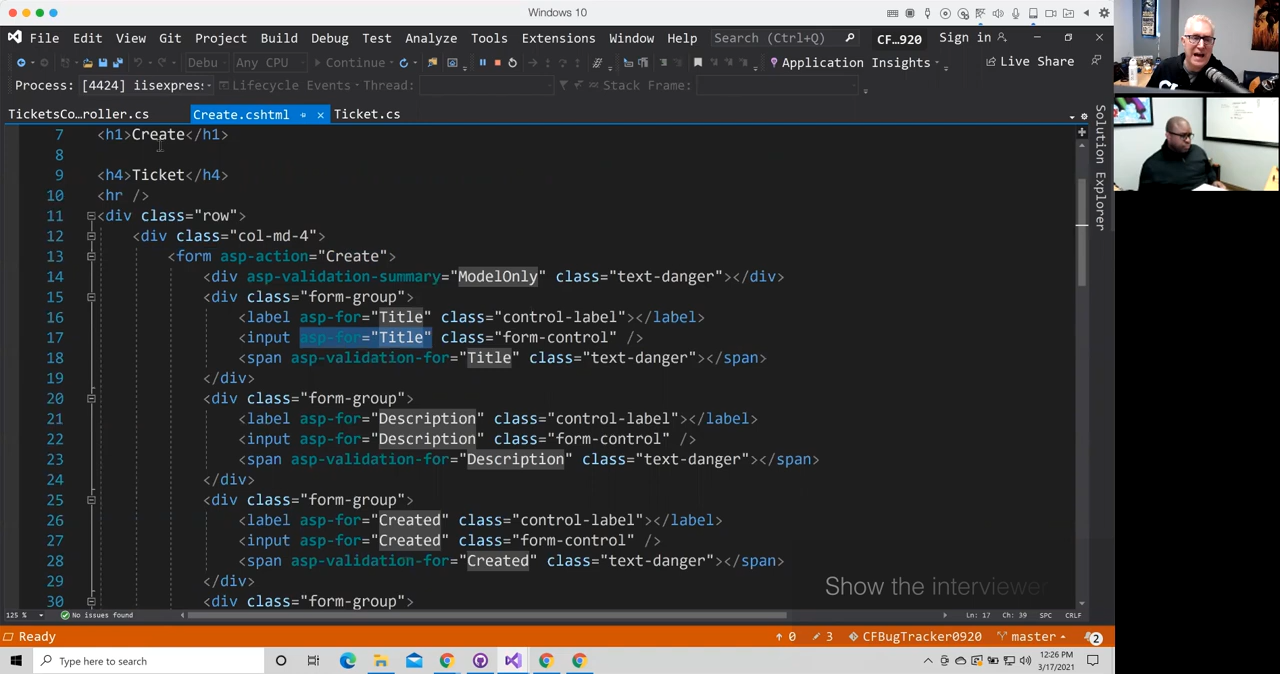 Windows 10
File Edit View Git Project Build Debug Test Analyze Tools Extensions Window Help Search (Ctrl+Q) CF...920 Sign in
Debug Any CPU Continue Application Insights Live Share
Process: [4424] iisexpres Lifecycle Events Thread: Stack Frame:
TicketsCo...roller.cs Create.cshtml Ticket.cs
Solution Explorer
7 <h1>Create</h1>
8
9 <h4>Ticket</h4>
10 <hr />
11 <div class="row">
12 <div class="col-md-4">
13 <form asp-action="Create">
14 <div asp-validation-summary="ModelOnly" class="text-danger"></div>
15 <div class="form-group">
16 <label asp-for="Title" class="control-label"></label>
17 <input asp-for="Title" class="form-control" />
18 <span asp-validation-for="Title" class="text-danger"></span>
19 </div>
20 <div class="form-group">
21 <label asp-for="Description" class="control-label"></label>
22 <input asp-for="Description" class="form-control" />
23 <span asp-validation-for="Description" class="text-danger"></span>
24 </div>
25 <div class="form-group">
26 <label asp-for="Created" class="control-label"></label>
27 <input asp-for="Created" class="form-control" />
28 <span asp-validation-for="Created" class="text-danger"></span>
29 </div>
30 <div class="form-group">
Show the interviewer
125 % No issues found Ln: 17 Ch: 39 SPC CRLF
Ready 0 3 CFBugTracker0920 master 2
Type here to search 12:26 PM
3/17/2021